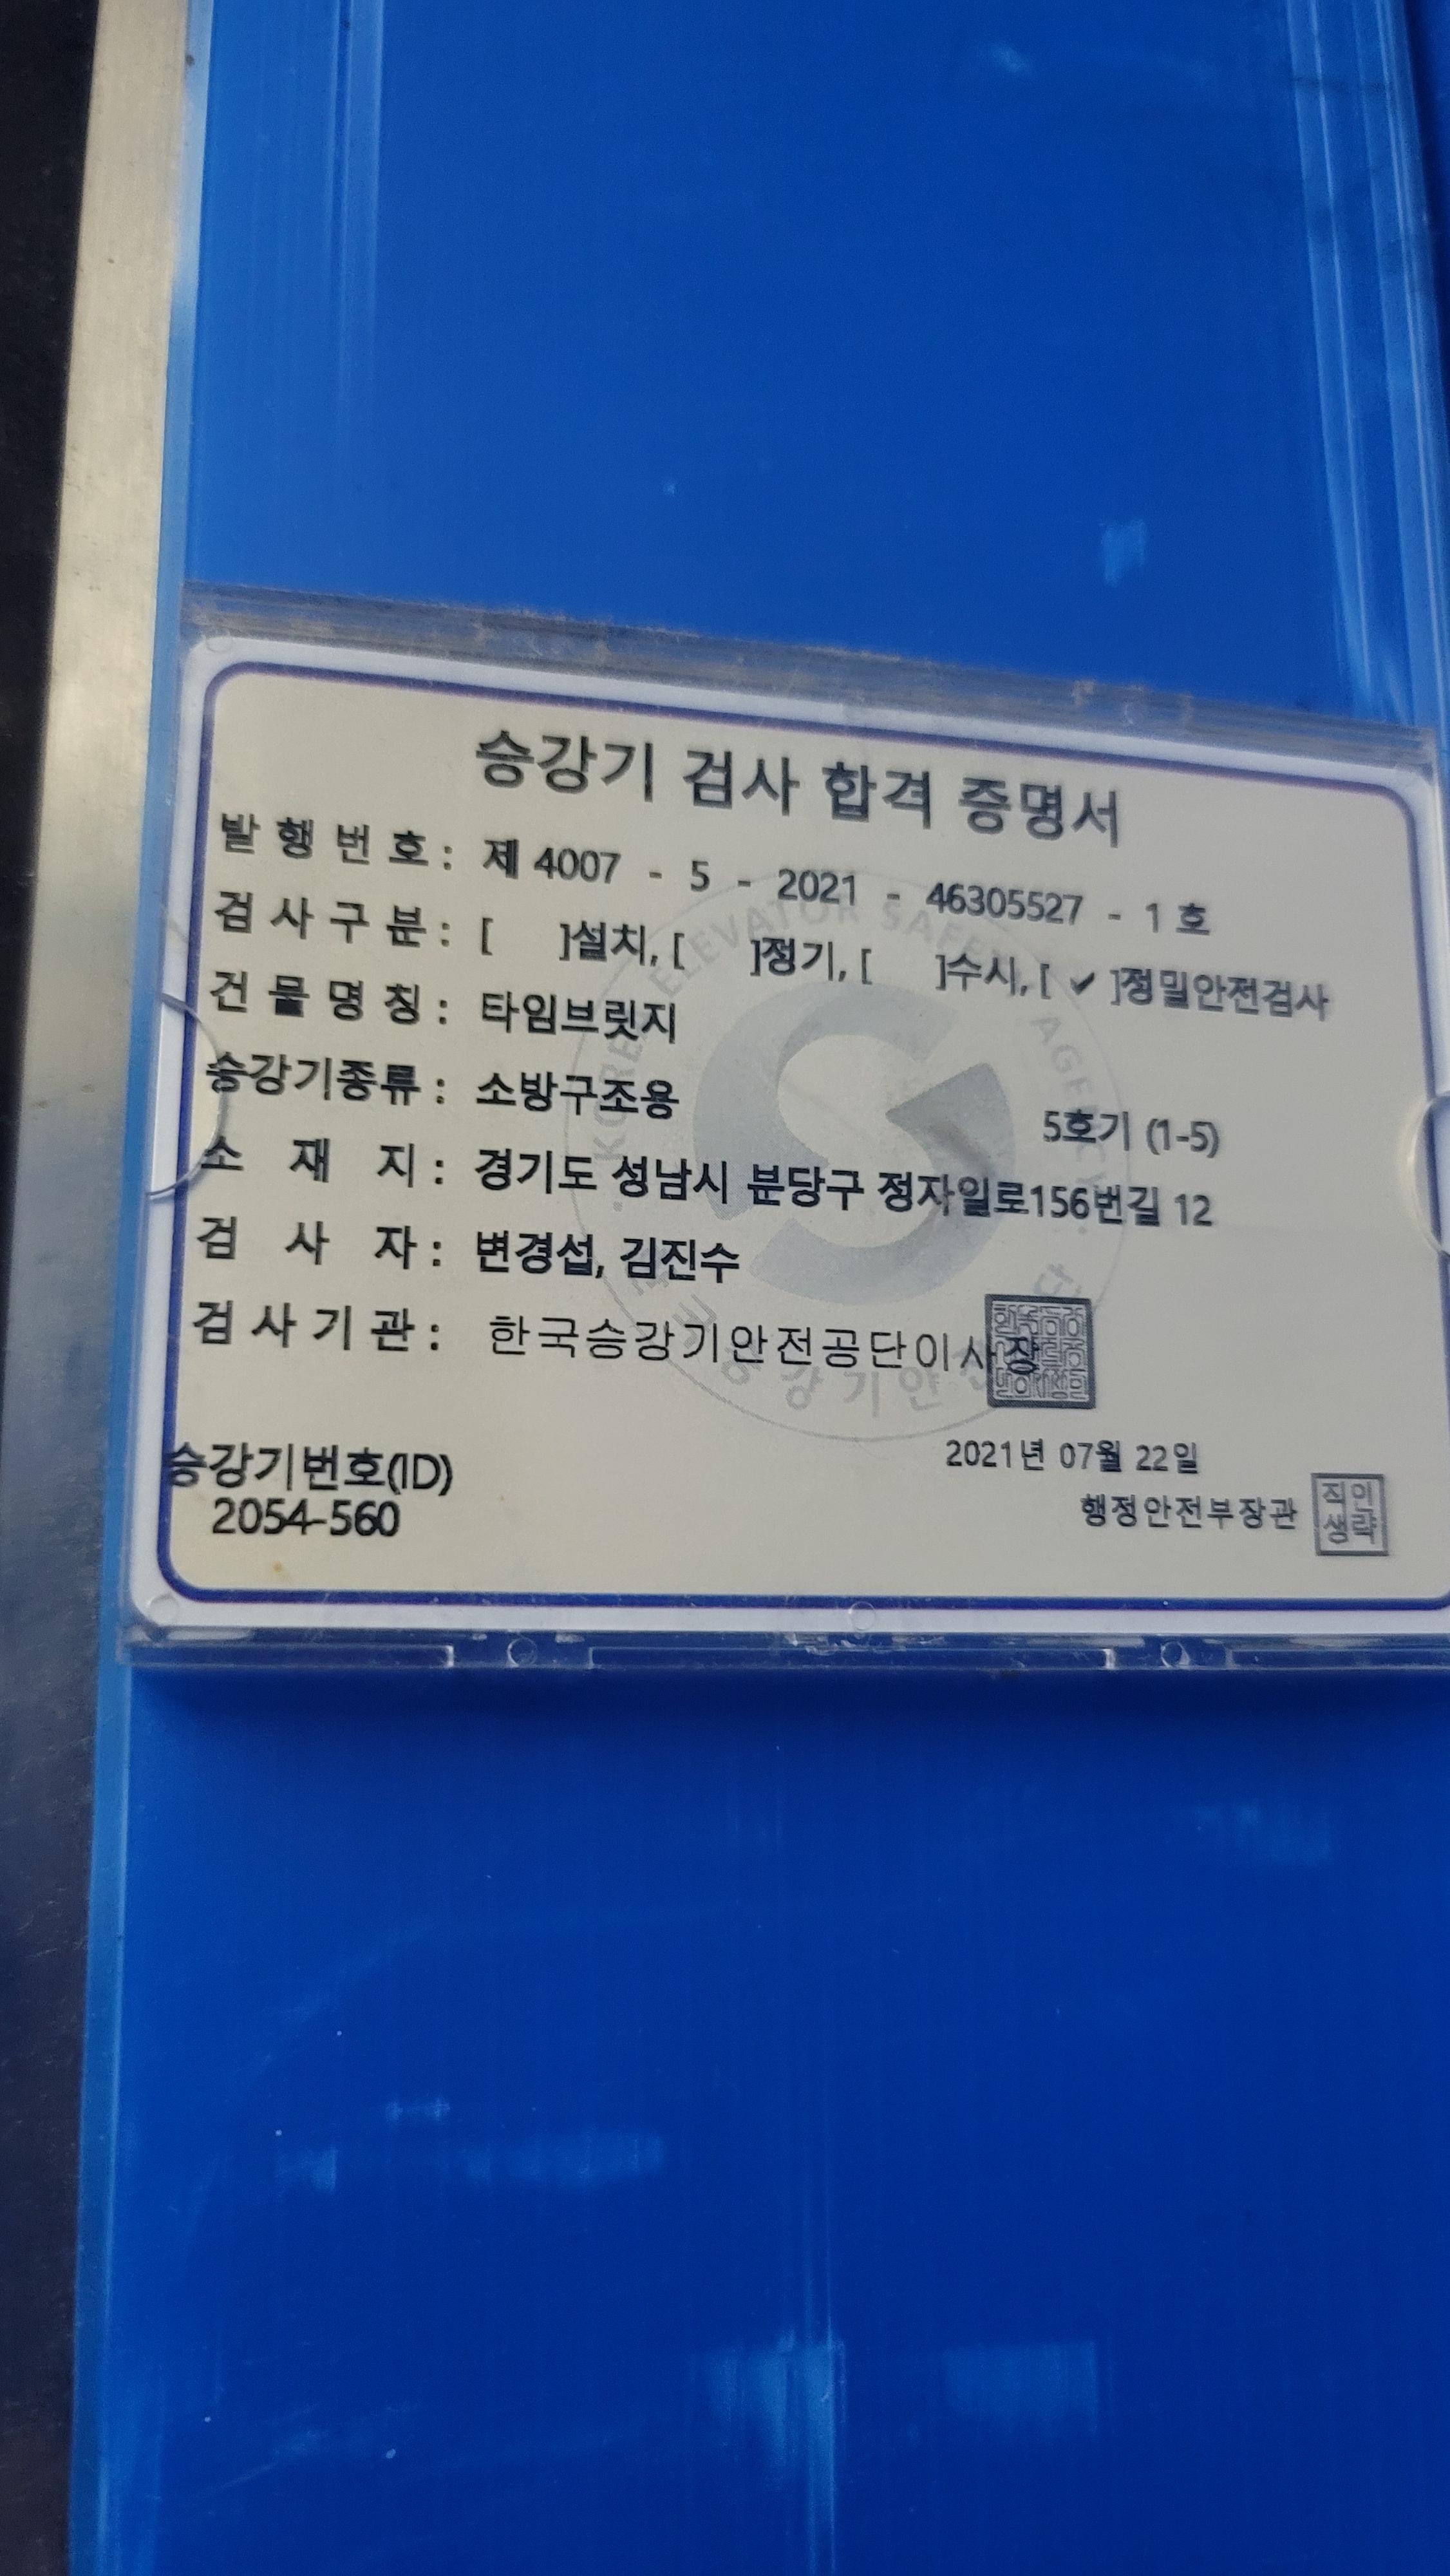 승강기 검사 합격 증명서
발 행 번 호 : 제 4007 - 5 - 2021 - 46305527 - 1 호
검 사 구 분 : [ ]설치, [ ]정기, [ ]수시, [ ✔ ]정밀안전검사
건 물 명 칭 : 타임브릿지
승강기종류 : 소방구조용 5호기 (1-5)
소 재 지 : 경기도 성남시 분당구 정자일로156번길 12
검 사 자 : 변경섭, 김진수
검 사 기 관 : 한국승강기안전공단이사장
2021년 07월 22일
승강기번호(ID)
2054-560
행정안전부장관
직인
생략
KOREA ELEVATOR SAFETY AGENCY